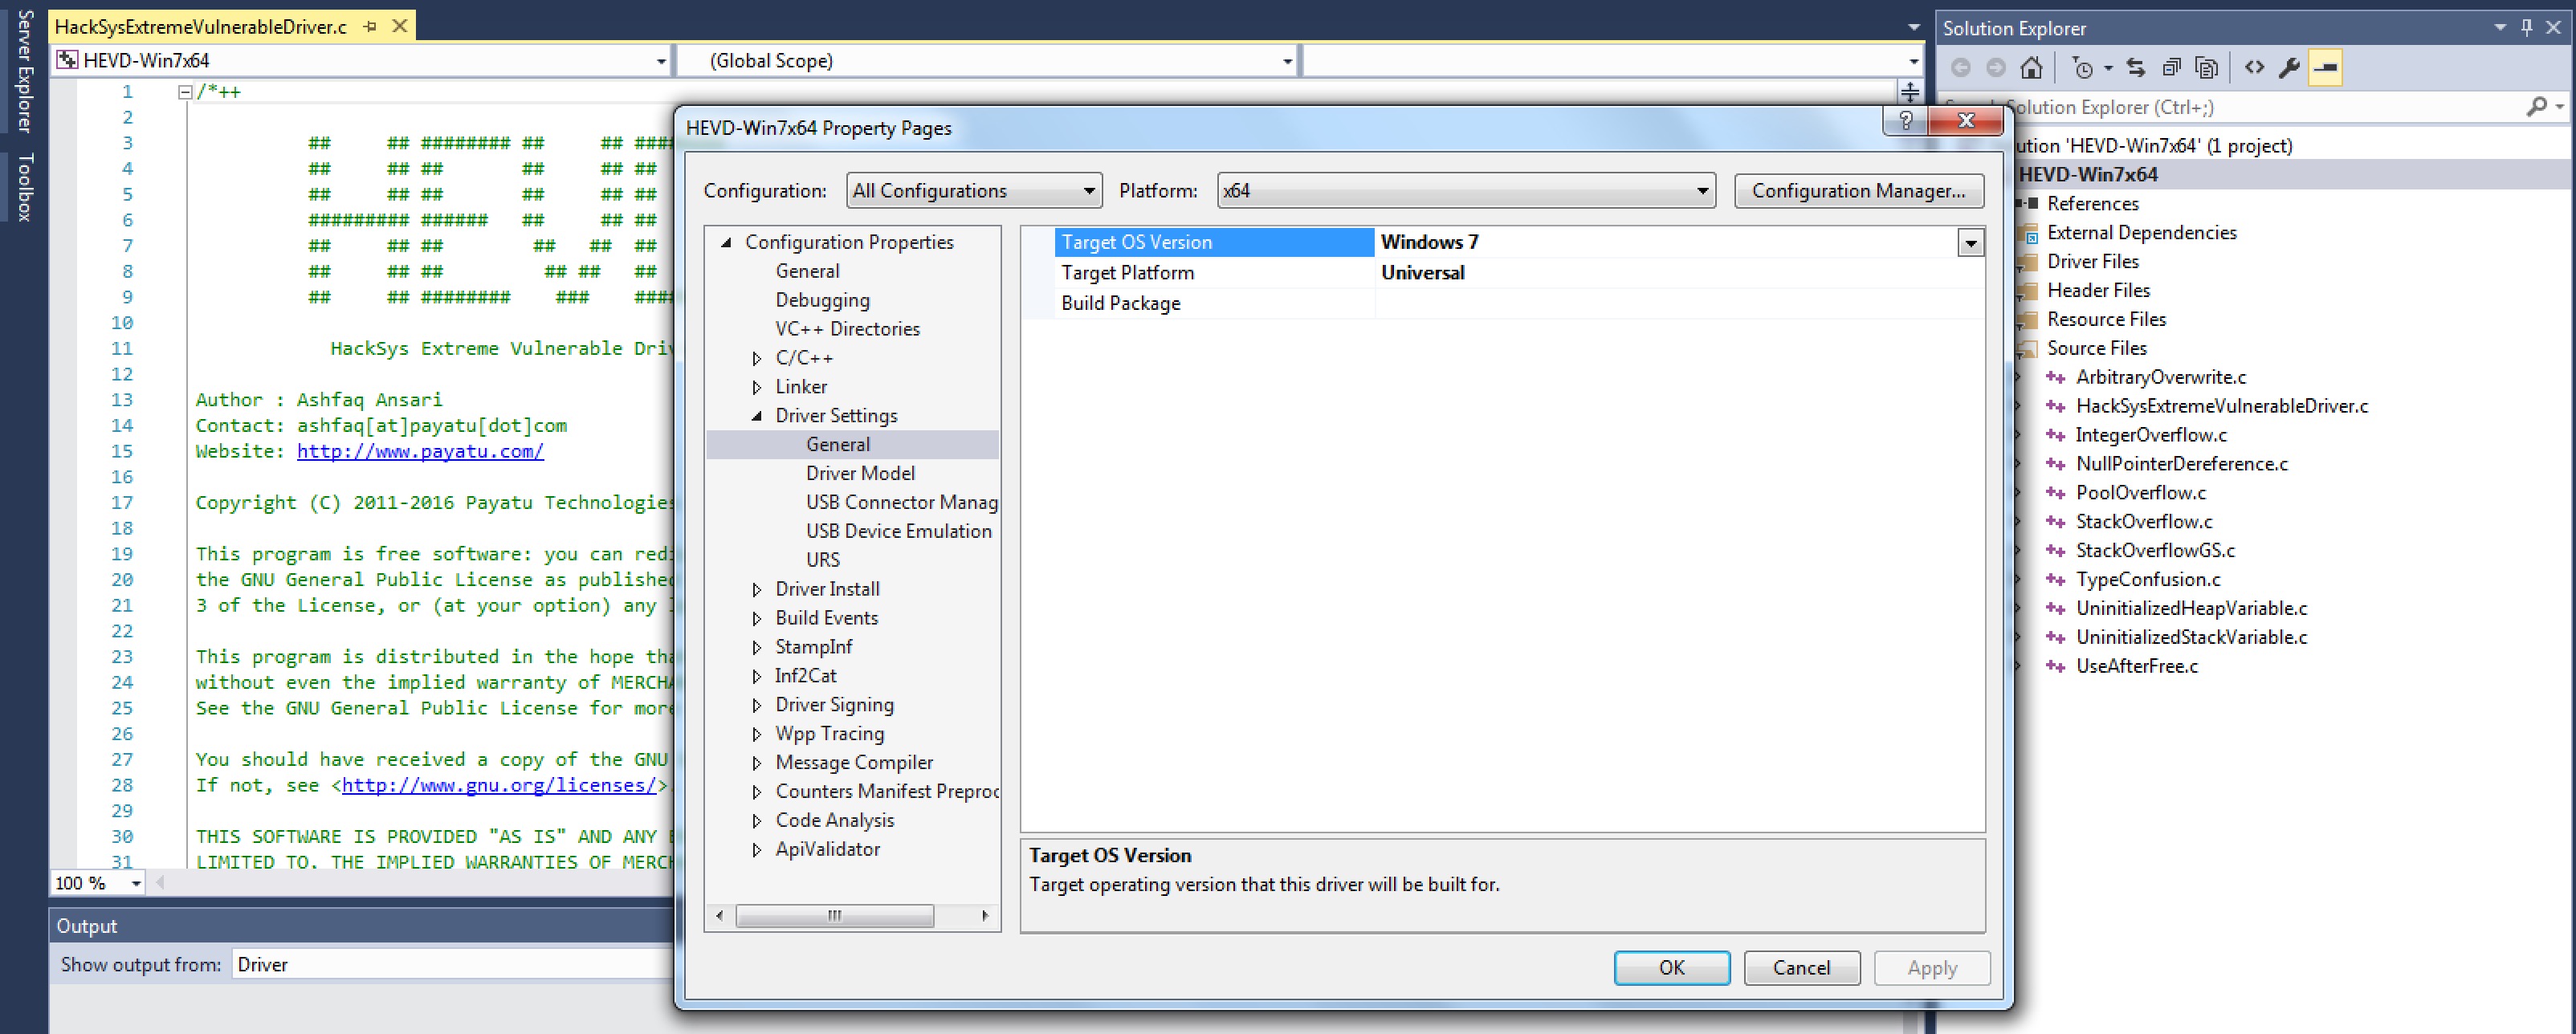 Server Explorer
Toolbox
HackSysExtremeVulnerableDriver.c
HEVD-Win7x64
(Global Scope)
1 /*++
2
3 ## ## ######## ## ## ####
4 ## ## ## ## ## ##
5 ## ## ## ## ## ##
6 ######### ###### ## ## ##
7 ## ## ## ## ## ##
8 ## ## ## ## ## ##
9 ## ## ######## ### ####
10
11 HackSys Extreme Vulnerable Driv
12
13 Author : Ashfaq Ansari
14 Contact: ashfaq[at]payatu[dot]com
15 Website: http://www.payatu.com/
16
17 Copyright (C) 2011-2016 Payatu Technologies
18
19 This program is free software: you can redi
20 the GNU General Public License as published
21 3 of the License, or (at your option) any
22
23 This program is distributed in the hope tha
24 without even the implied warranty of MERCHA
25 See the GNU General Public License for more
26
27 You should have received a copy of the GNU
28 If not, see <http://www.gnu.org/licenses/>
29
30 THIS SOFTWARE IS PROVIDED "AS IS" AND ANY E
31 LIMITED TO, THE IMPLIED WARRANTIES OF MERCH
100 %
Output
Show output from: Driver
HEVD-Win7x64 Property Pages
Configuration: All Configurations Platform: x64 Configuration Manager...
Configuration Properties
General
Debugging
VC++ Directories
C/C++
Linker
Driver Settings
General
Driver Model
USB Connector Manag
USB Device Emulation
URS
Driver Install
Build Events
StampInf
Inf2Cat
Driver Signing
Wpp Tracing
Message Compiler
Counters Manifest Preproc
Code Analysis
ApiValidator
Target OS Version Windows 7
Target Platform Universal
Build Package
Target OS Version
Target operating version that this driver will be built for.
OK Cancel Apply
Solution Explorer
Solution Explorer (Ctrl+;)
ution 'HEVD-Win7x64' (1 project)
HEVD-Win7x64
References
External Dependencies
Driver Files
Header Files
Resource Files
Source Files
ArbitraryOverwrite.c
HackSysExtremeVulnerableDriver.c
IntegerOverflow.c
NullPointerDereference.c
PoolOverflow.c
StackOverflow.c
StackOverflowGS.c
TypeConfusion.c
UninitializedHeapVariable.c
UninitializedStackVariable.c
UseAfterFree.c